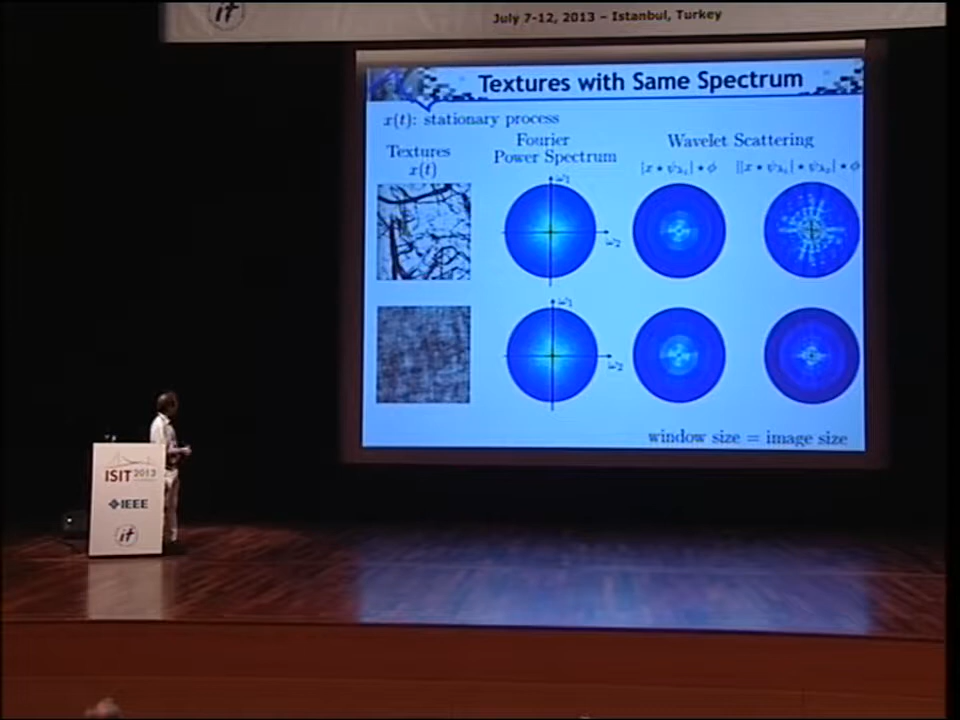 it
July 7-12, 2013 – Istanbul, Turkey
Textures with Same Spectrum
x(t): stationary process
Textures
x(t)
Fourier
Power Spectrum
Wavelet Scattering
|x ⋆ ψλ₁| ⋆ ϕ
||x ⋆ ψλ₁| ⋆ ψλ₂| ⋆ ϕ
ω₁
ω₂
ω₁
ω₂
window size = image size
ISIT 2013
IEEE
it